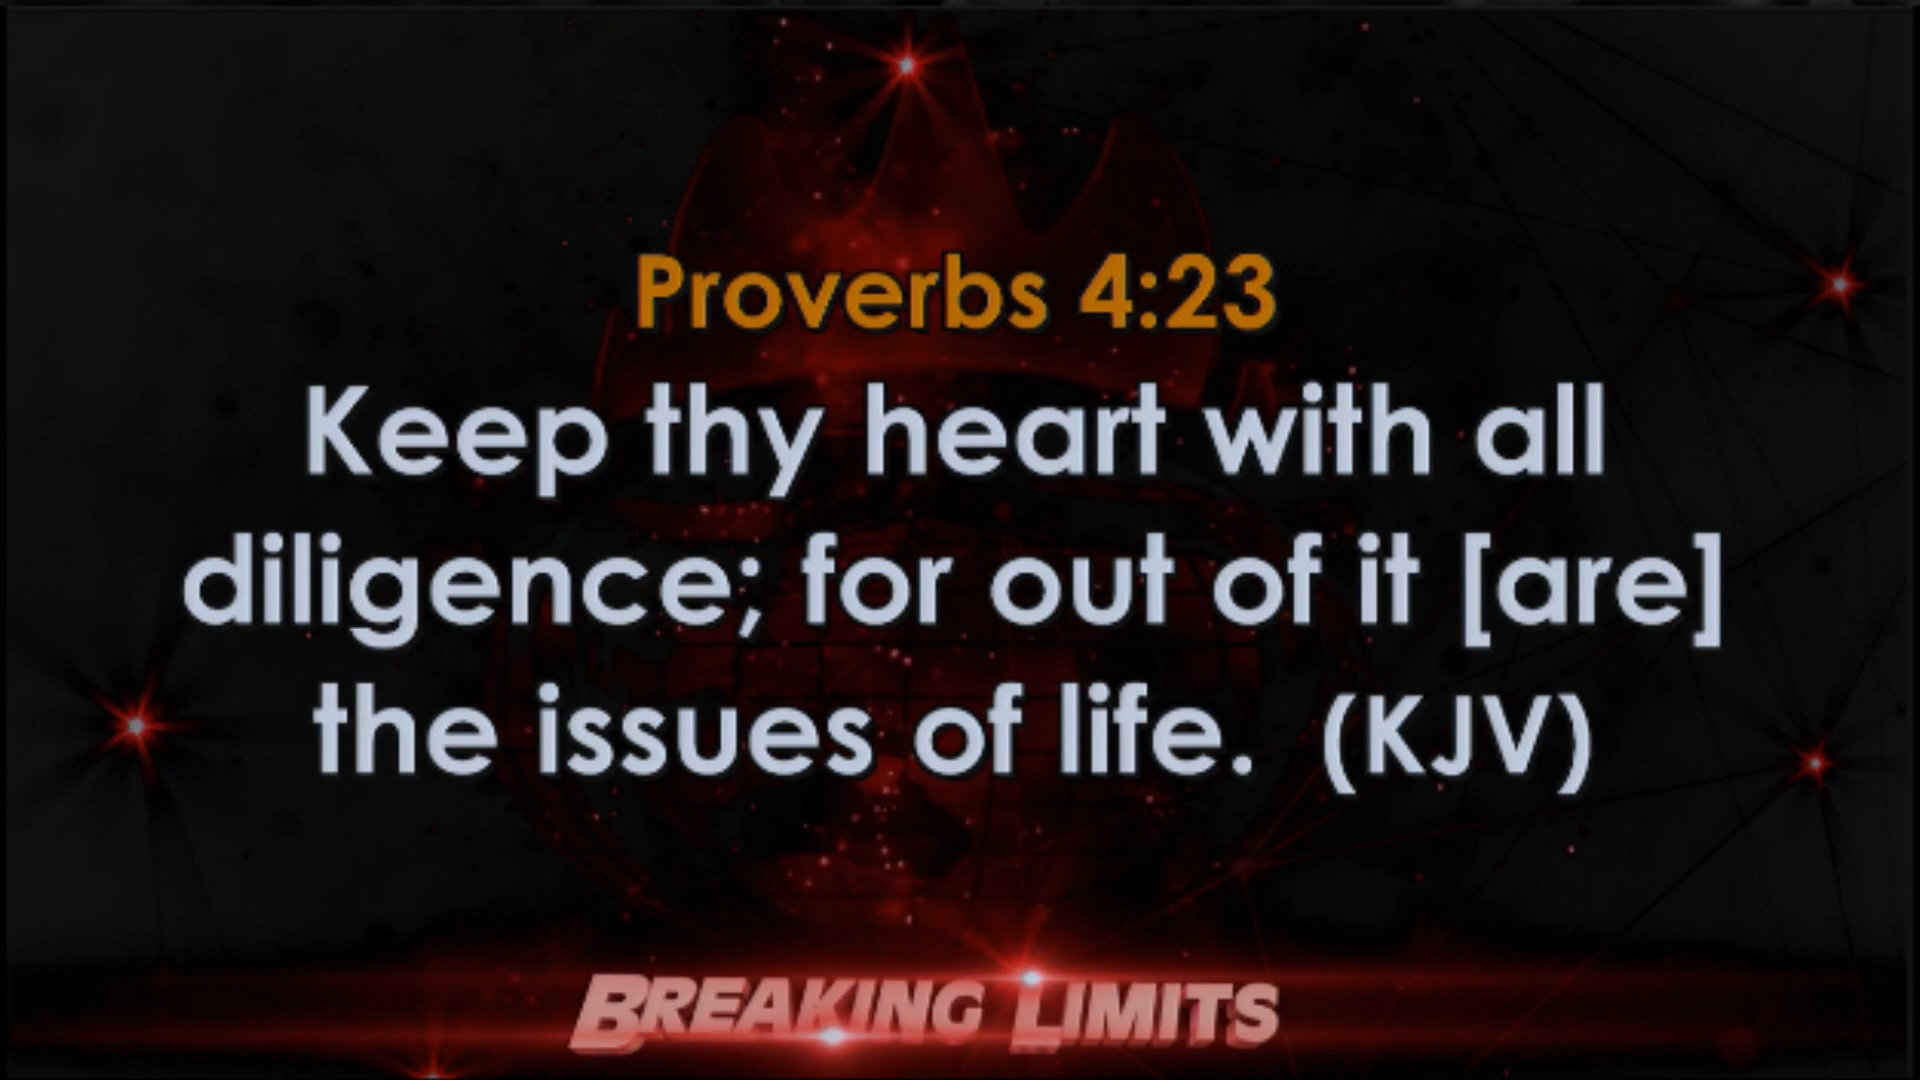 Proverbs 4:23
Keep thy heart with all
diligence; for out of it [are]
the issues of life.  (KJV)
BREAKING LIMITS